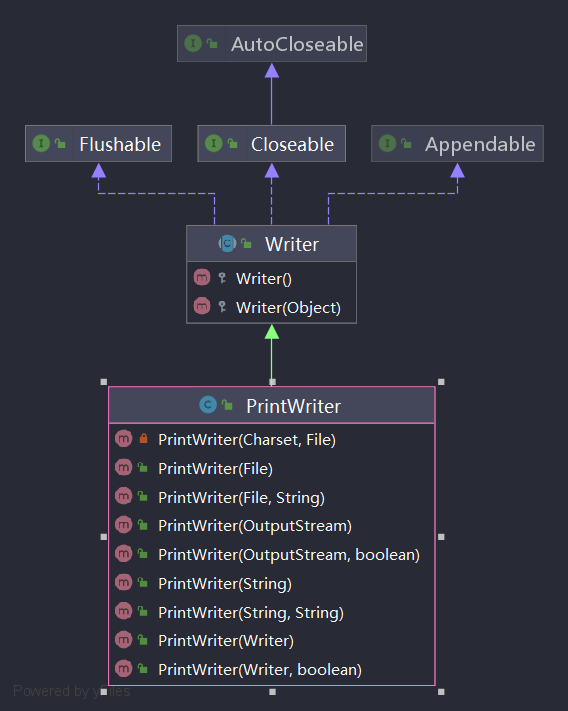 AutoCloseable
Flushable
Closeable
Appendable
Writer
Writer()
Writer(Object)
PrintWriter
PrintWriter(Charset, File)
PrintWriter(File)
PrintWriter(File, String)
PrintWriter(OutputStream)
PrintWriter(OutputStream, boolean)
PrintWriter(String)
PrintWriter(String, String)
PrintWriter(Writer)
PrintWriter(Writer, boolean)
Powered by yFiles